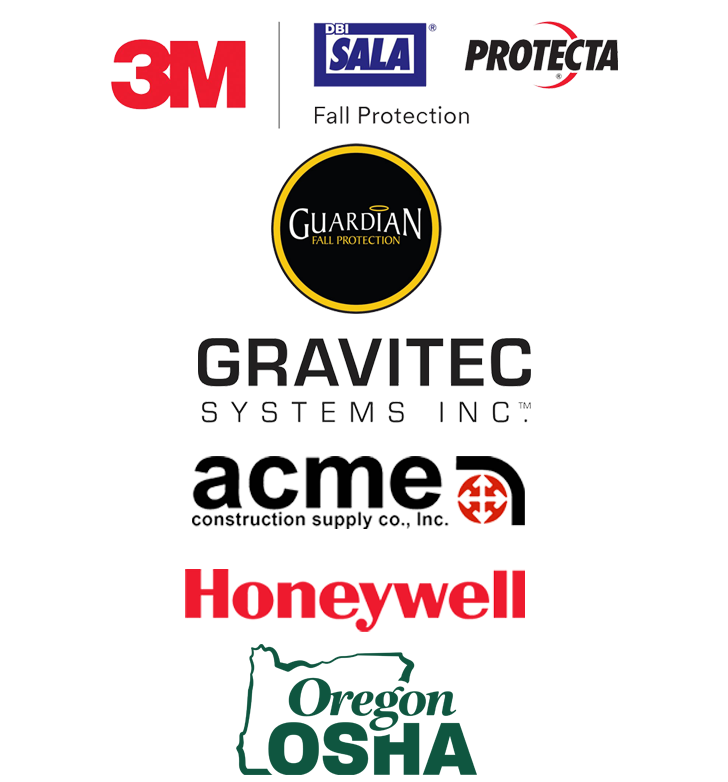 3M
DBI
SALA®
PROTECTA
®
Fall Protection
GUARDIAN
FALL PROTECTION
GRAVITEC
SYSTEMS INC.™
acme
construction supply co., Inc.
Honeywell
Oregon
OSHA